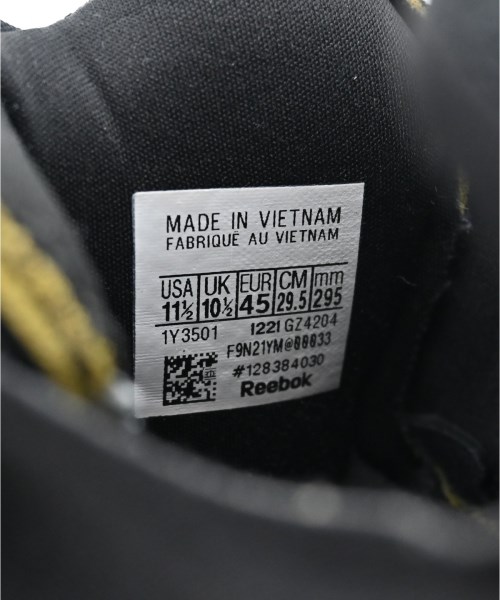 MADE IN VIETNAM
FABRIQUÉ AU VIETNAM
USA UK EUR CM mm
11½ 10½ 45 29.5 295
1Y3501 1221 GZ4204
F9N21YM@00033
#128384030
Reebok